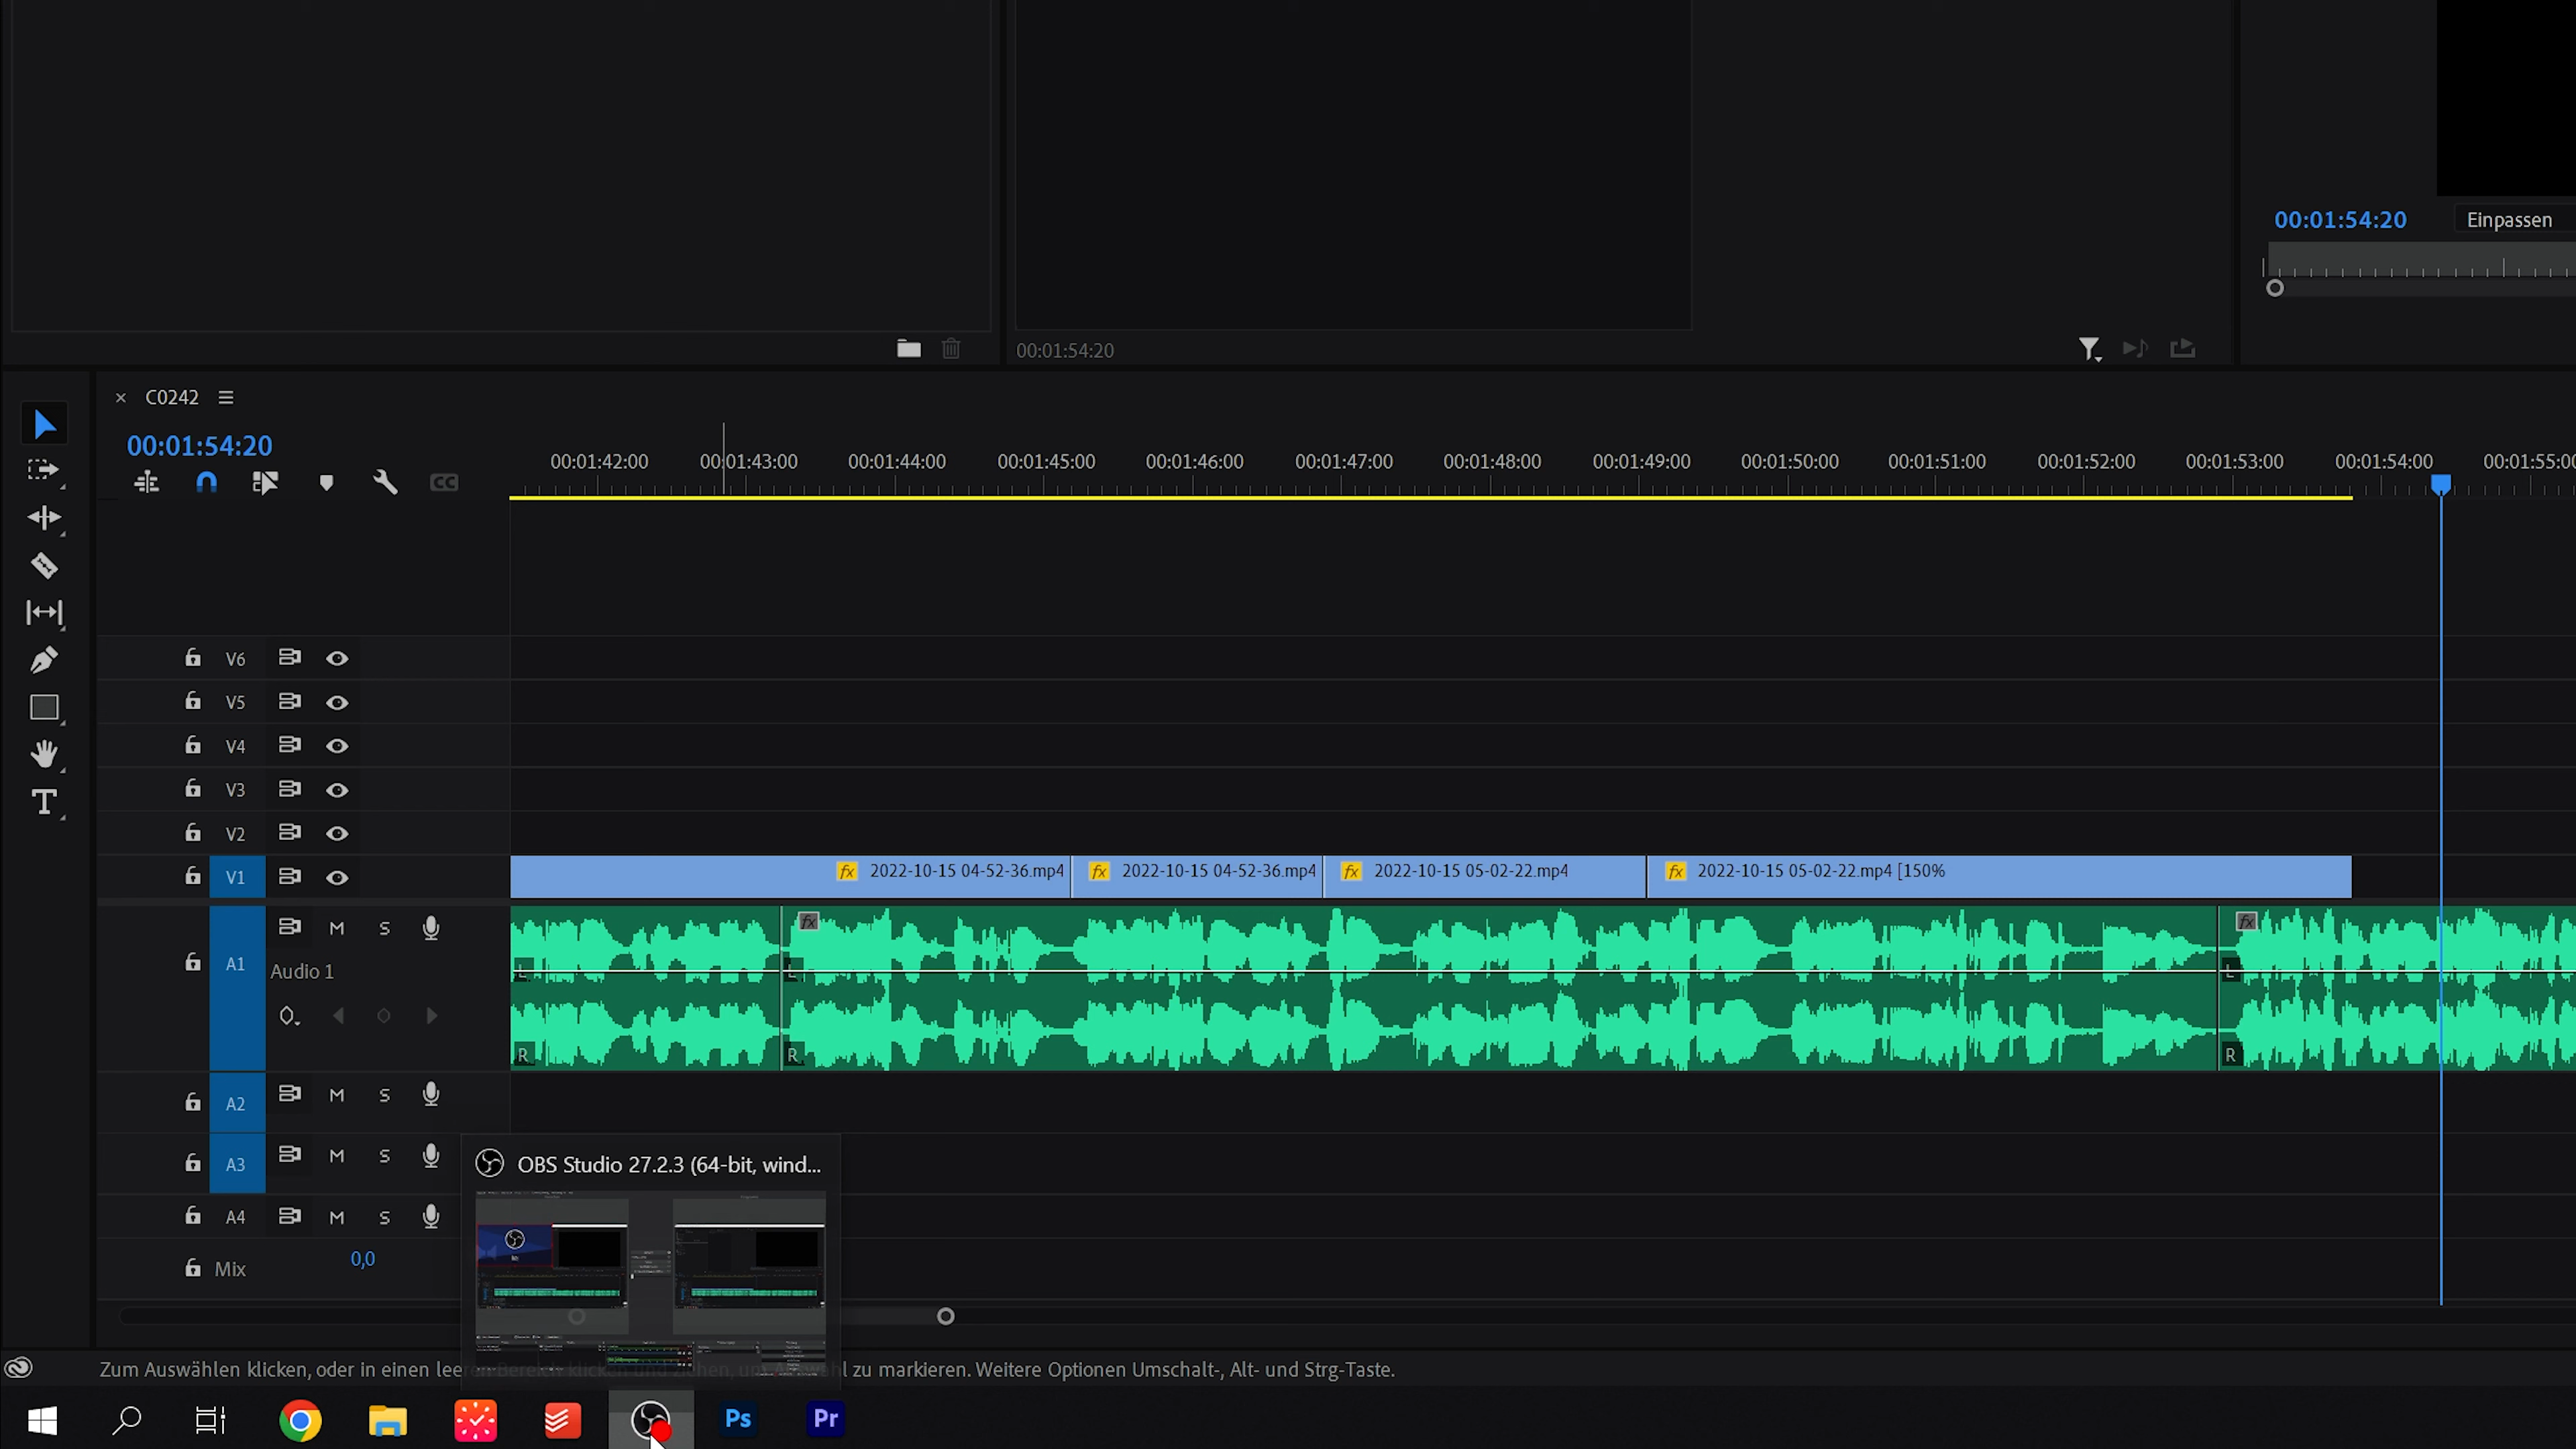 00:01:54:20
Einpassen
00:01:54:20
C0242
00:01:54:20
00:01:42:00 00:01:43:00 00:01:44:00 00:01:45:00 00:01:46:00 00:01:47:00 00:01:48:00 00:01:49:00 00:01:50:00 00:01:51:00 00:01:52:00 00:01:53:00 00:01:54:00 00:01:55:00
CC
V6
V5
V4
V3
V2
V1
fx 2022-10-15 04-52-36.mp4 fx 2022-10-15 04-52-36.mp4 fx 2022-10-15 05-02-22.mp4 fx 2022-10-15 05-02-22.mp4 [150%
M S fx fx
A1
Audio 1
L L L
R R R
A2 M S
A3 M S
OBS Studio 27.2.3 (64-bit, wind...
A4 M S
0,0
Mix
Zum Auswählen klicken, oder in einen zu markieren. Weitere Optionen Umschalt-, Alt- und Strg-Taste.
Ps Pr